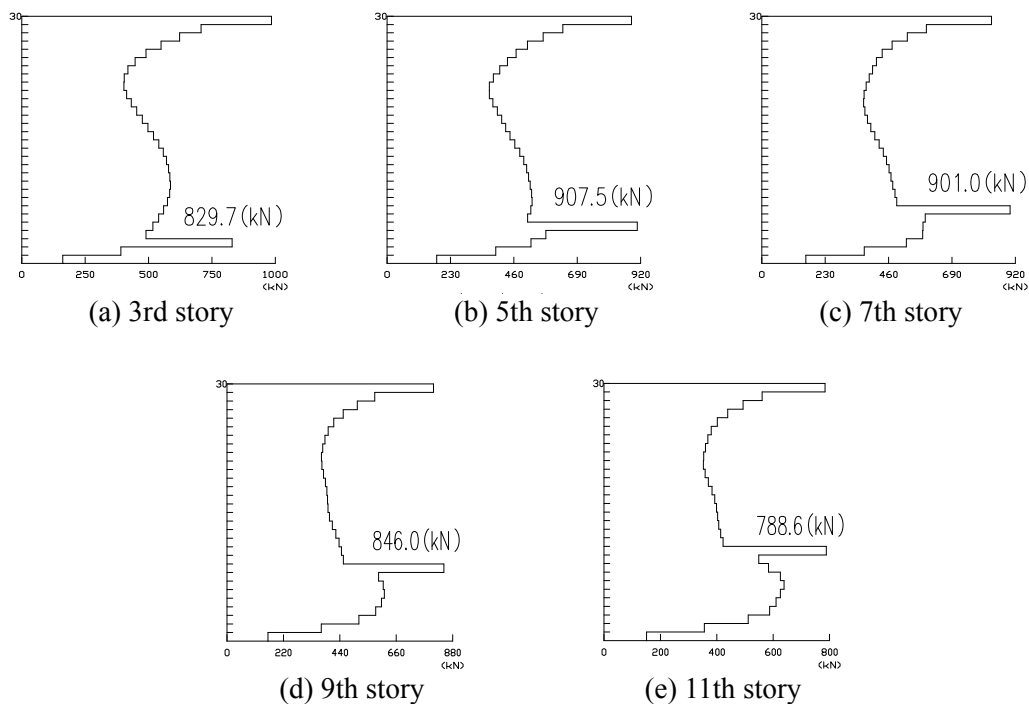 30
829.7(kN)
0 250 500 750 1000
(kN)
(a) 3rd story
30
907.5(kN)
0 230 460 690 920
(kN)
(b) 5th story
30
901.0(kN)
0 230 460 690 920
(kN)
(c) 7th story
30
846.0(kN)
0 220 440 660 880
(kN)
(d) 9th story
30
788.6(kN)
0 200 400 600 800
(kN)
(e) 11th story